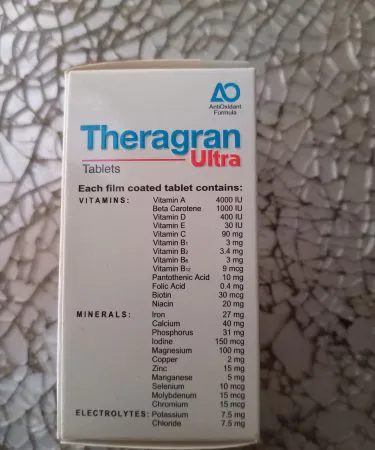 AO
AntiOxidant
Formula
Theragran
Ultra
Tablets
Each film coated tablet contains:
VITAMINS: Vitamin A 4000 IU
Beta Carotene 1000 IU
Vitamin D 400 IU
Vitamin E 30 IU
Vitamin C 90 mg
Vitamin B1 3 mg
Vitamin B2 3.4 mg
Vitamin B6 3 mg
Vitamin B12 9 mcg
Pantothenic Acid 10 mg
Folic Acid 0.4 mg
Biotin 30 mcg
Niacin 20 mg
MINERALS: Iron 27 mg
Calcium 40 mg
Phosphorus 31 mg
Iodine 150 mcg
Magnesium 100 mg
Copper 2 mg
Zinc 15 mg
Manganese 5 mg
Selenium 10 mcg
Molybdenum 15 mcg
Chromium 15 mcg
ELECTROLYTES: Potassium 7.5 mg
Chloride 7.5 mg